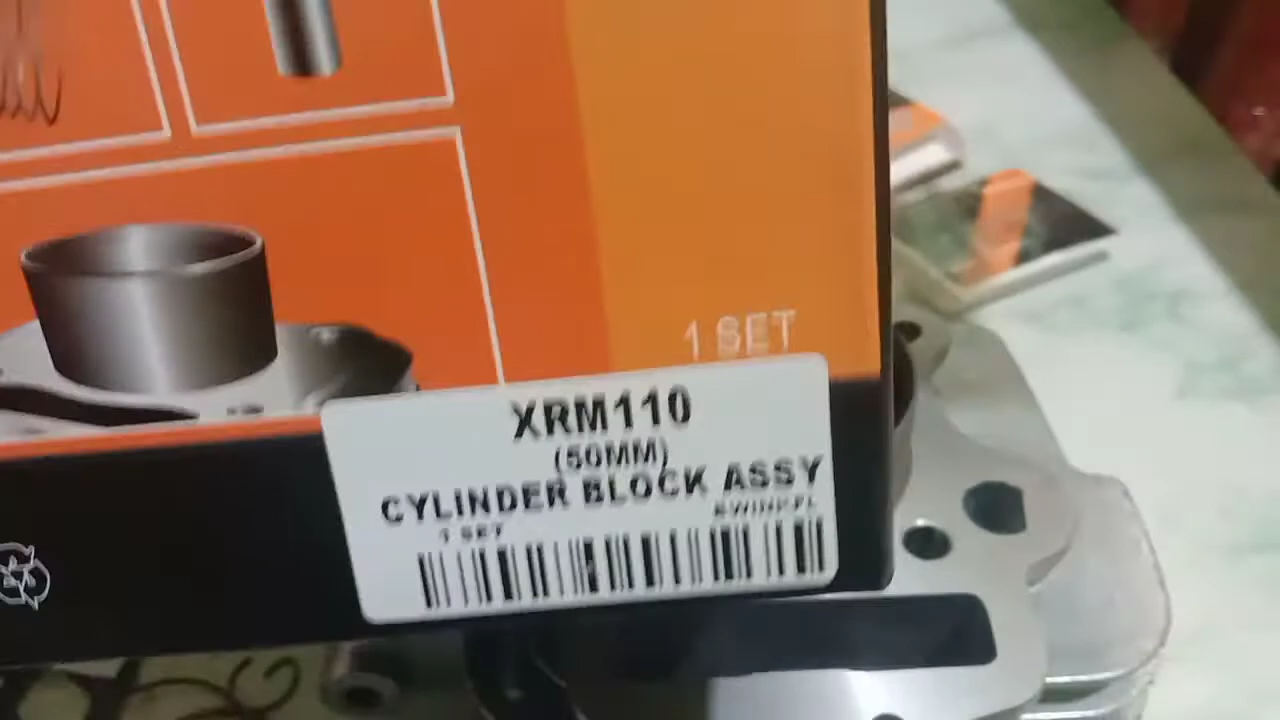 1 SET
XRM110
(50MM)
CYLINDER BLOCK ASSY
1 SET